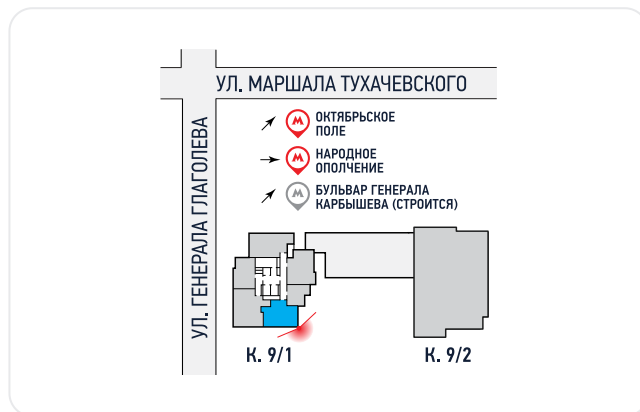 УЛ. МАРШАЛА ТУХАЧЕВСКОГО
УЛ. ГЕНЕРАЛА ГЛАГОЛЕВА
М ОКТЯБРЬСКОЕ
ПОЛЕ
М НАРОДНОЕ
ОПОЛЧЕНИЕ
М БУЛЬВАР ГЕНЕРАЛА
КАРБЫШЕВА (СТРОИТСЯ)
К. 9/1
К. 9/2